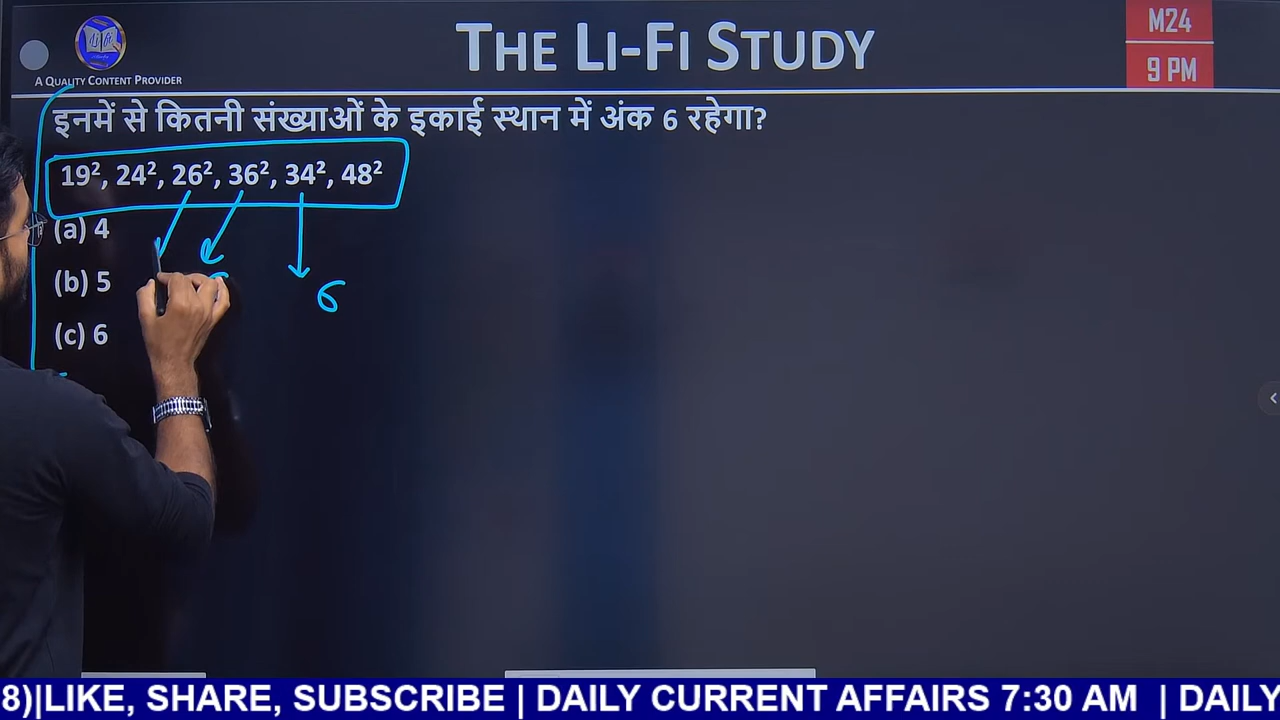 THE LI-FI STUDY
A QUALITY CONTENT PROVIDER
M24
9 PM
इनमें से कितनी संख्याओं के इकाई स्थान में अंक 6 रहेगा?
19², 24², 26², 36², 34², 48²
(a) 4
(b) 5
(c) 6
6
8)|LIKE, SHARE, SUBSCRIBE | DAILY CURRENT AFFAIRS 7:30 AM | DAILY